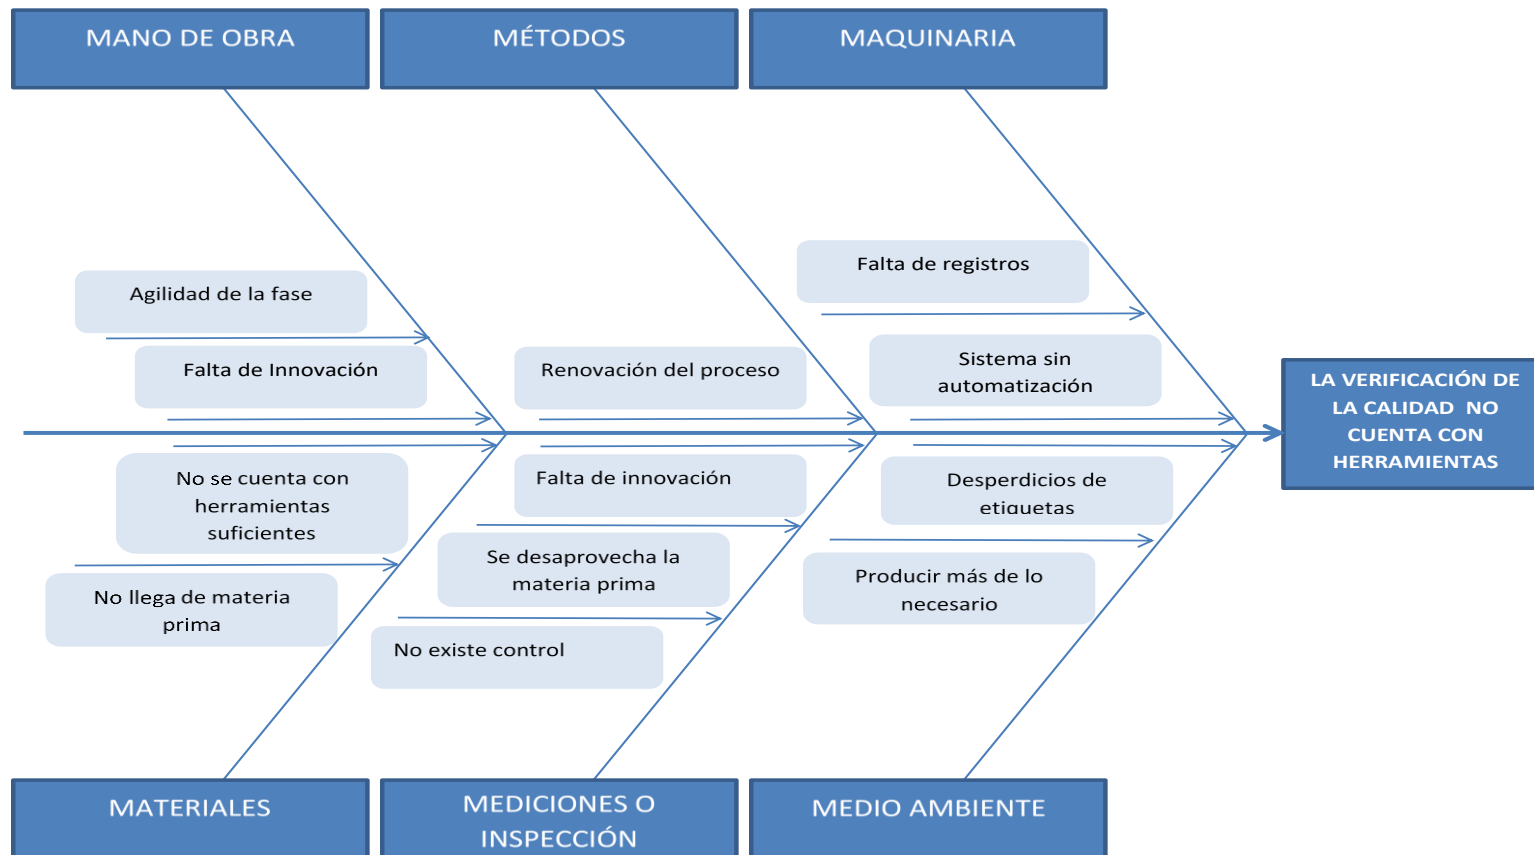 MANO DE OBRA
MÉTODOS
MAQUINARIA
Falta de registros
Agilidad de la fase
Falta de Innovación
Renovación del proceso
Sistema sin
automatización
LA VERIFICACIÓN DE
LA CALIDAD NO
CUENTA CON
HERRAMIENTAS
No se cuenta con
herramientas
suficientes
Falta de innovación
Desperdicios de
etiquetas
No llega de materia
prima
Se desaprovecha la
materia prima
Producir más de lo
necesario
No existe control
MATERIALES
MEDICIONES O
INSPECCIÓN
MEDIO AMBIENTE